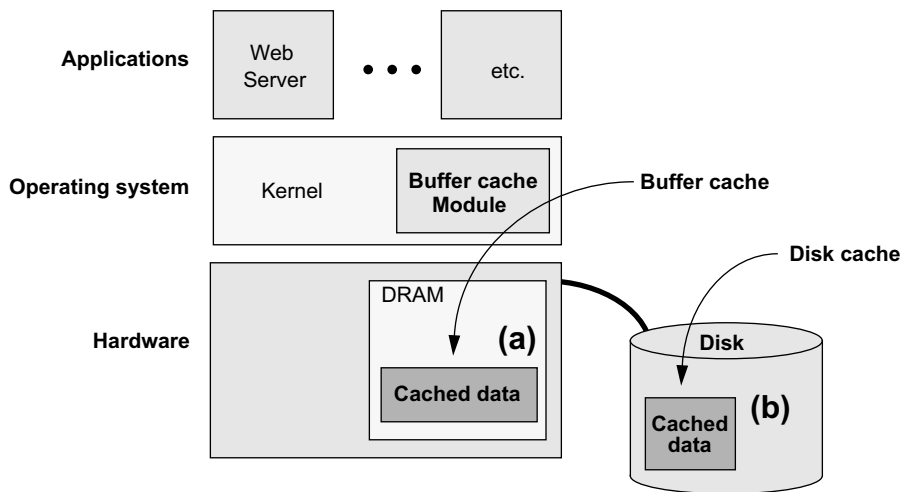 Applications
Web
Server
etc.
Operating system
Kernel
Buffer cache
Module
Buffer cache
Disk cache
Hardware
DRAM
(a)
Cached data
Disk
(b)
Cached
data